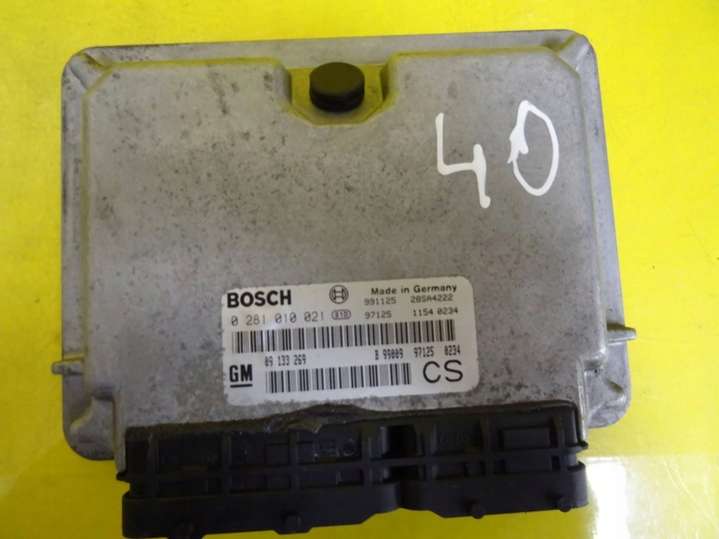 40
BOSCH Made in Germany
991125 28SA4222
0 281 010 021 S1D 97125 1154 0234
09 133 269 B 99009 97125 0234
GM CS